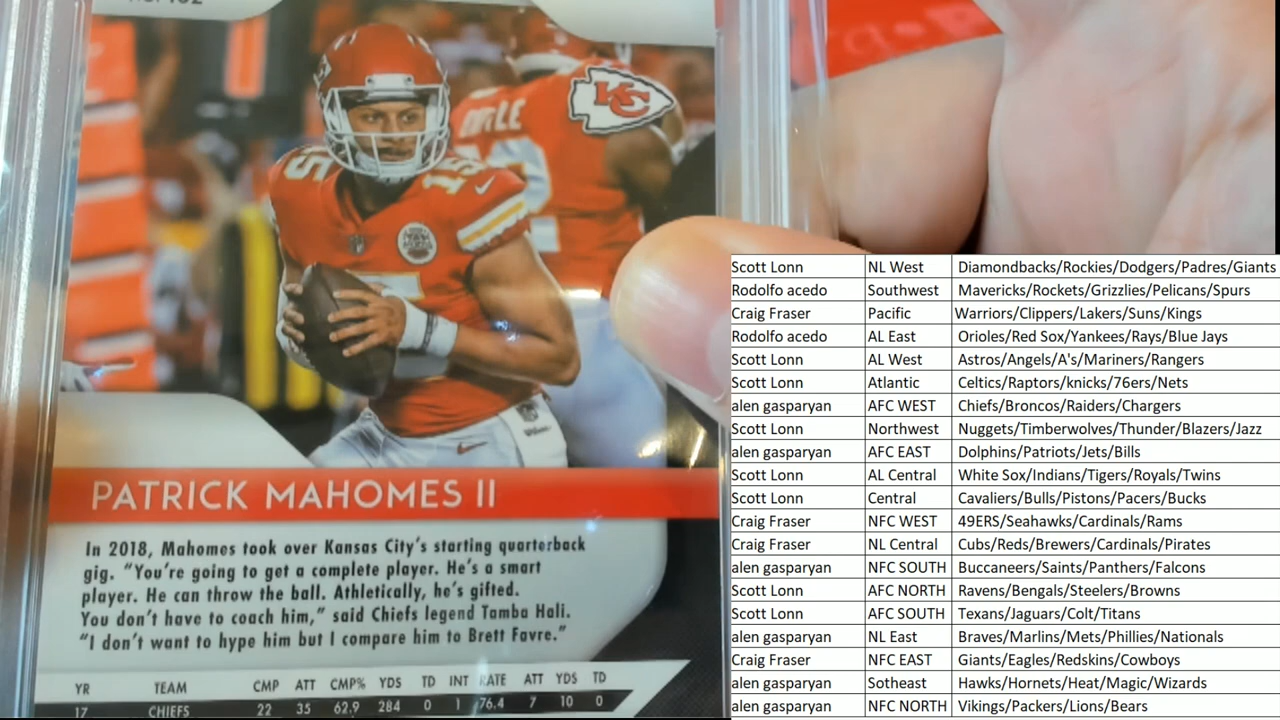 15
15
KC
PATRICK MAHOMES II
In 2018, Mahomes took over Kansas City's starting quarterback
gig. "You're going to get a complete player. He's a smart
player. He can throw the ball. Athletically, he's gifted.
You don't have to coach him," said Chiefs legend Tamba Hali.
"I don't want to hype him but I compare him to Brett Favre."
YR TEAM CMP ATT CMP% YDS TD INT RATE ATT YDS TD
17 CHIEFS 22 35 62.9 284 0 1 76.4 7 10 0
Scott Lonn NL West Diamondbacks/Rockies/Dodgers/Padres/Giants
Rodolfo acedo Southwest Mavericks/Rockets/Grizzlies/Pelicans/Spurs
Craig Fraser Pacific Warriors/Clippers/Lakers/Suns/Kings
Rodolfo acedo AL East Orioles/Red Sox/Yankees/Rays/Blue Jays
Scott Lonn AL West Astros/Angels/A's/Mariners/Rangers
Scott Lonn Atlantic Celtics/Raptors/knicks/76ers/Nets
alen gasparyan AFC WEST Chiefs/Broncos/Raiders/Chargers
Scott Lonn Northwest Nuggets/Timberwolves/Thunder/Blazers/Jazz
alen gasparyan AFC EAST Dolphins/Patriots/Jets/Bills
Scott Lonn AL Central White Sox/Indians/Tigers/Royals/Twins
Scott Lonn Central Cavaliers/Bulls/Pistons/Pacers/Bucks
Craig Fraser NFC WEST 49ERS/Seahawks/Cardinals/Rams
Craig Fraser NL Central Cubs/Reds/Brewers/Cardinals/Pirates
alen gasparyan NFC SOUTH Buccaneers/Saints/Panthers/Falcons
Scott Lonn AFC NORTH Ravens/Bengals/Steelers/Browns
Scott Lonn AFC SOUTH Texans/Jaguars/Colt/Titans
alen gasparyan NL East Braves/Marlins/Mets/Phillies/Nationals
Craig Fraser NFC EAST Giants/Eagles/Redskins/Cowboys
alen gasparyan Sotheast Hawks/Hornets/Heat/Magic/Wizards
alen gasparyan NFC NORTH Vikings/Packers/Lions/Bears